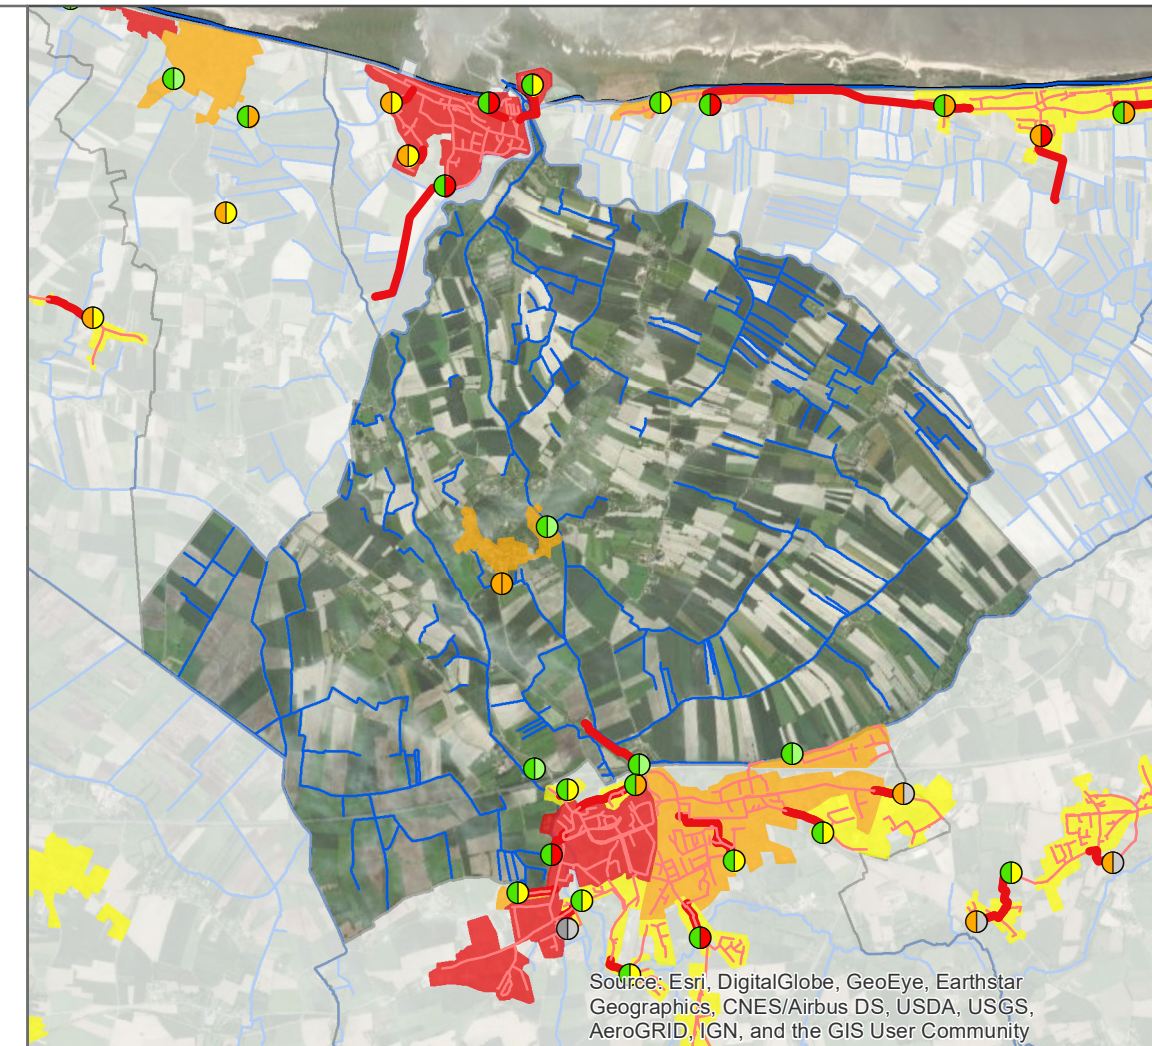 Source: Esri, DigitalGlobe, GeoEye, Earthstar
Geographics, CNES/Airbus DS, USDA, USGS,
AeroGRID, IGN, and the GIS User Community